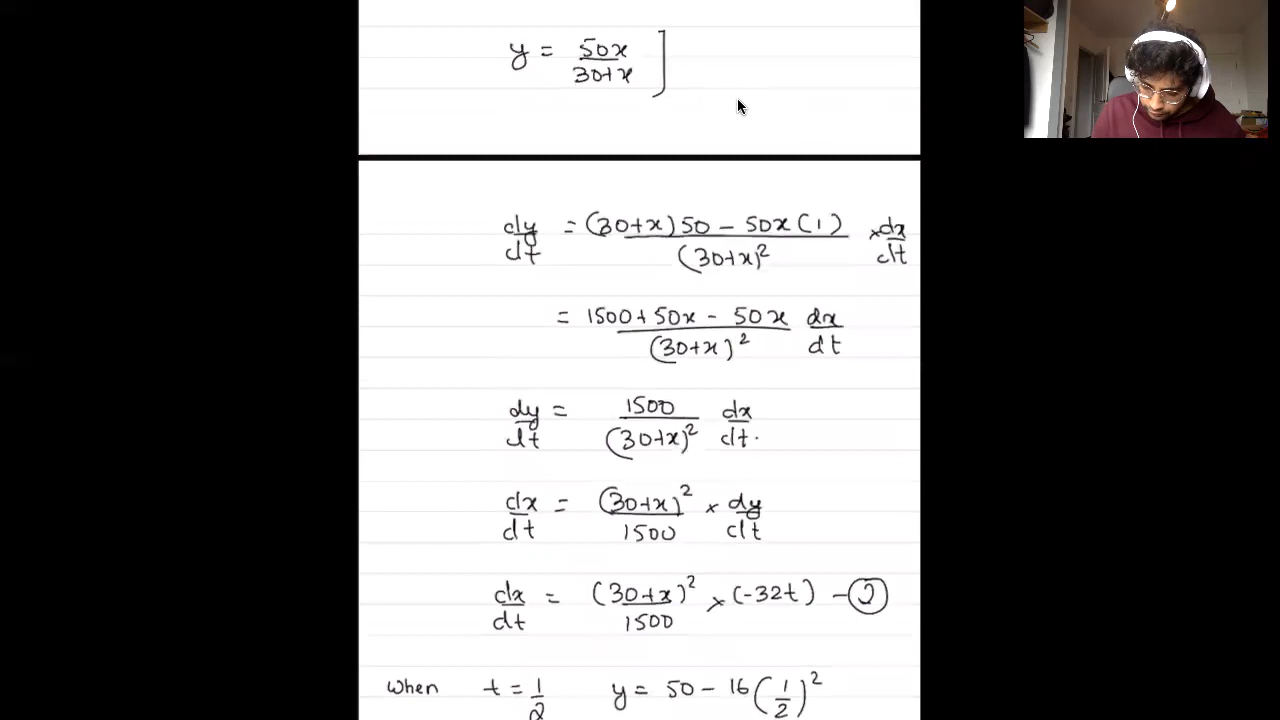 y = 50x / 30+x ]
dy/dt = (30+x)50 - 50x(1) / (30+x)² × dx/dt
= 1500 + 50x - 50x / (30+x)² dx/dt
dy/dt = 1500 / (30+x)² dx/dt.
dx/dt = (30+x)² / 1500 × dy/dt
dx/dt = (30+x)² / 1500 × (-32t) - ②
When t = 1/2 y = 50 - 16(1/2)²